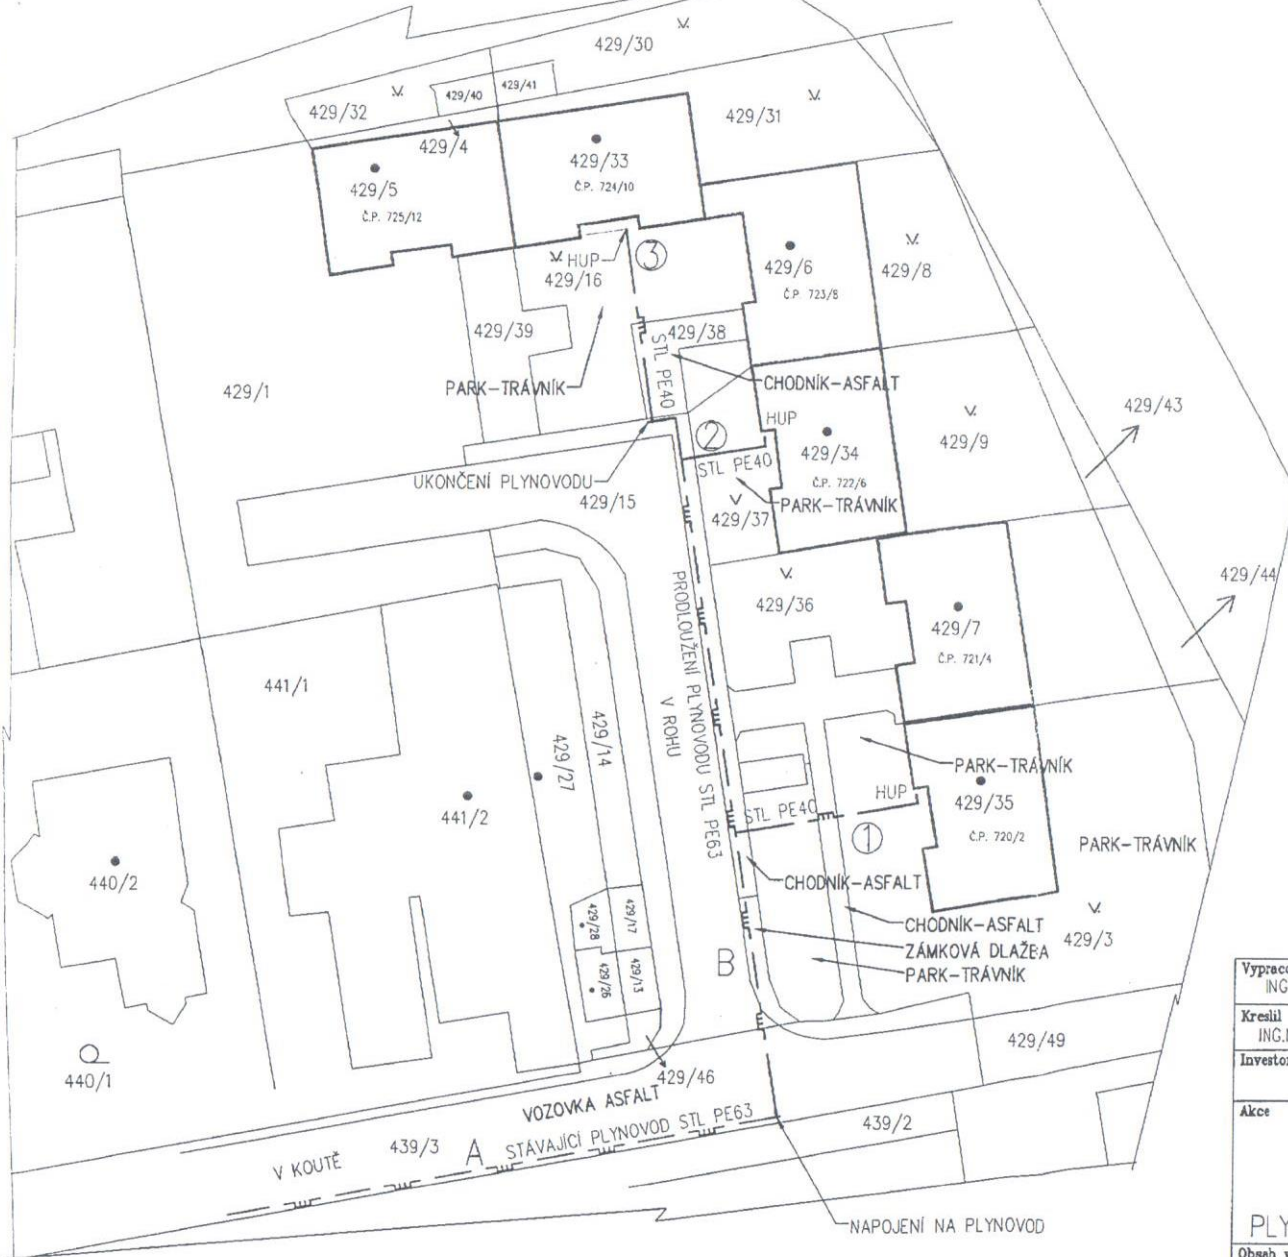 429/30
429/32
429/40
429/41
429/31
429/4
429/33
Č.P. 724/10
429/5
Č.P. 725/12
HUP
3
429/16
429/6
Č.P. 723/8
429/8
429/39
429/38
STL PE40
PARK-TRÁVNÍK
CHODNÍK-ASFALT
429/1
HUP
2
429/34
Č.P. 722/6
429/9
429/43
STL PE40
UKONČENÍ PLYNOVODU
429/15
PARK-TRÁVNÍK
429/37
429/44
429/36
429/7
Č.P. 721/4
PRODLOUŽENÍ PLYNOVODU STL PE63
V ROHU
441/1
429/14
429/27
441/2
PARK-TRÁVNÍK
429/35
Č.P. 720/2
HUP
STL PE40
1
PARK-TRÁVNÍK
440/2
CHODNÍK-ASFALT
CHODNÍK-ASFALT
ZÁMKOVÁ DLAŽBA
PARK-TRÁVNÍK
429/3
429/28
429/17
429/26
429/13
B
429/49
440/1
429/46
VOZOVKA ASFALT
439/3
A
STÁVAJÍCÍ PLYNOVOD STL PE63
439/2
V KOUTĚ
NAPOJENÍ NA PLYNOVOD
Kreslil
Akce